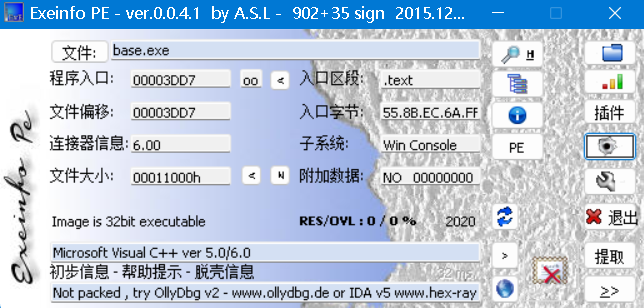 Exeinfo PE - ver.0.0.4.1 by A.S.L - 902+35 sign 2015.12...
Exeinfo Pe
文件: base.exe H
程序入口: 00003DD7 oo < 入口区段: .text
文件偏移: 00003DD7 入口字节: 55.8B.EC.6A.FF 插件
连接器信息: 6.00 子系统: Win Console PE
文件大小: 00011000h < N 附加数据: NO 00000000
Image is 32bit executable RES/OVL : 0 / 0 % 2020 退出
Microsoft Visual C++ ver 5.0/6.0 > 提取
初步信息 - 帮助提示 - 脱壳信息 32 ms.
Not packed , try OllyDbg v2 - www.ollydbg.de or IDA v5 www.hex-ray >>